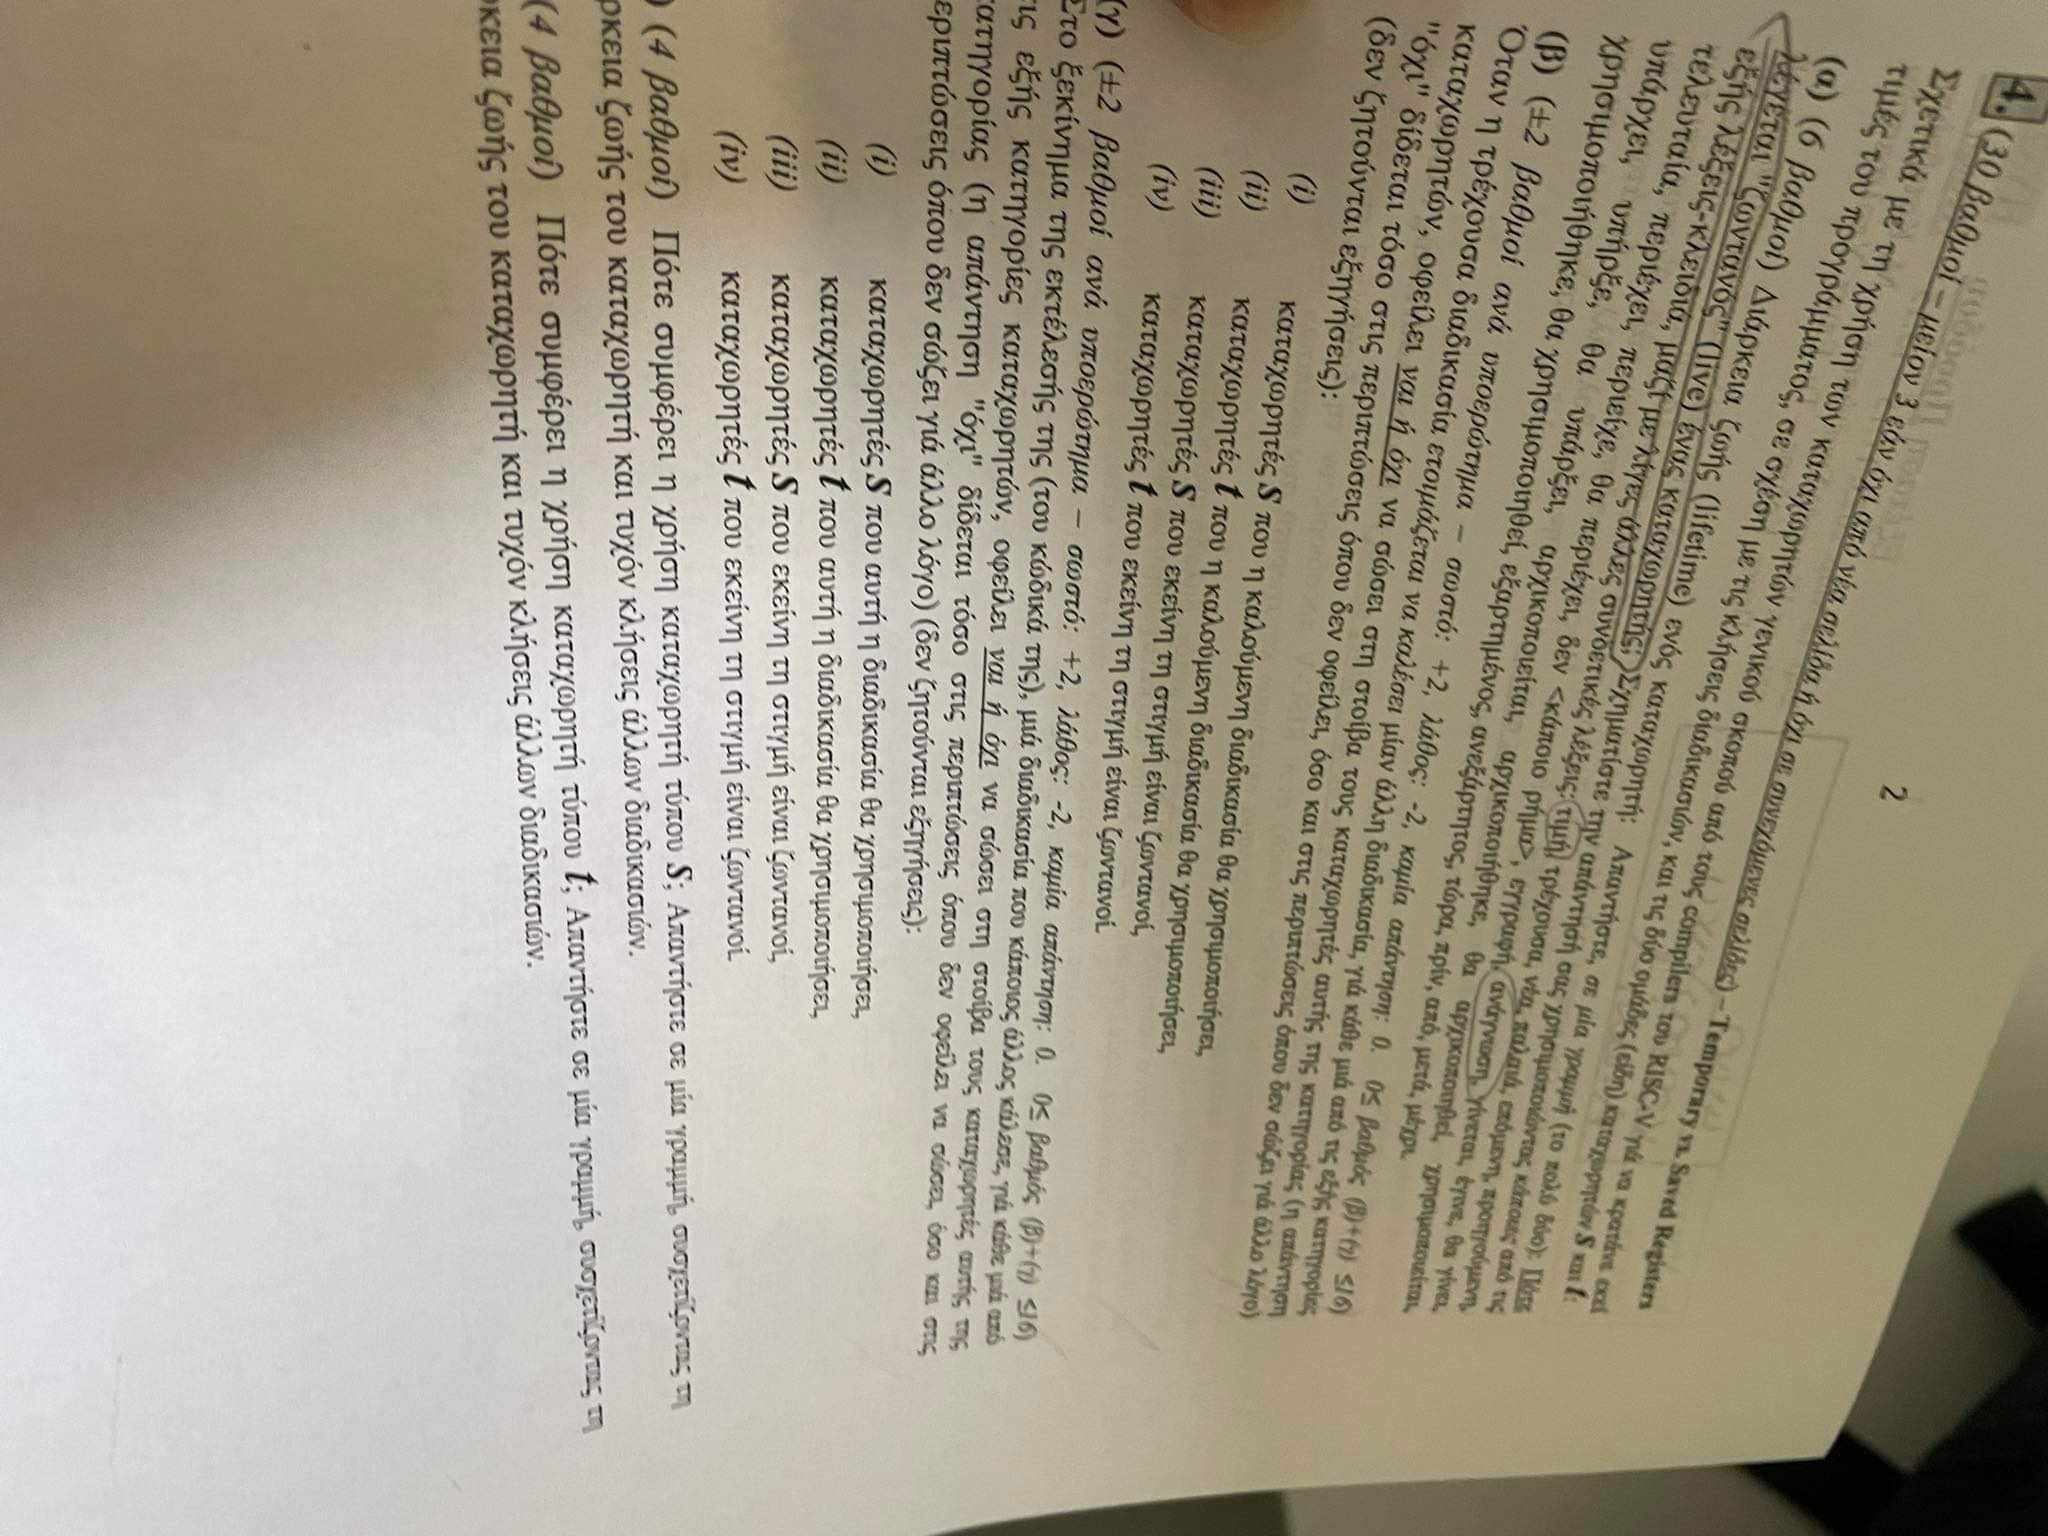 2
4. (30 βαθμοί – μείον 3 εάν όχι από νέα σελίδα ή όχι σε συνεχόμενες σελίδες) – Temporary vs. Saved Registers
Σχετικά με τη χρήση των καταχωρητών γενικού σκοπού από τους compilers του RISC-V γιά να κρατάνε εκεί
τιμές του προγράμματος, σε σχέση με τις κλήσεις διαδικασιών, και τις δύο ομάδες (είδη) καταχωρητών s και t:
(α) (6 βαθμοί) Διάρκεια ζωής (lifetime) ενός καταχωρητή: Απαντήστε, σε μία γραμμή (το πολύ δύο): Πότε
λέγεται "ζωντανός" (live) ένας καταχωρητής; Σχηματίστε την απάντησή σας χρησιμοποιώντας κάποιες από τις
εξής λέξεις-κλειδιά, μαζί με λίγες άλλες συνδετικές λέξεις: τιμή, τρέχουσα, νέα, παλαιά, επόμενη, προηγούμενη,
τελευταία, περιέχει, περιείχε, θα περιέχει, δεν <κάποιο ρήμα>, εγγραφή, ανάγνωση, γίνεται, έγινε, θα γίνει,
υπάρχει, υπήρξε, θα υπάρξει, αρχικοποιείται, αρχικοποιήθηκε, θα αρχικοποιηθεί, χρησιμοποιείται,
χρησιμοποιήθηκε, θα χρησιμοποιηθεί, εξαρτημένος, ανεξάρτητος, τώρα, πρίν, από, μετά, μέχρι.
(β) (±2 βαθμοί ανά υποερώτημα – σωστό: +2, λάθος: -2, καμία απάντηση: 0. 0≤ βαθμός (β)+(γ) ≤16)
Όταν η τρέχουσα διαδικασία ετοιμάζεται να καλέσει μίαν άλλη διαδικασία, γιά κάθε μιά από τις εξής κατηγορίες
καταχωρητών, οφείλει ναι ή όχι να σώσει στη στοίβα τους καταχωρητές αυτής της κατηγορίας (η απάντηση
"όχι" δίδεται τόσο στις περιπτώσεις όπου δεν οφείλει, όσο και στις περιπτώσεις όπου δεν σώζει γιά άλλο λόγο)
(δεν ζητούνται εξηγήσεις):
(i) καταχωρητές s που η καλούμενη διαδικασία θα χρησιμοποιήσει,
(ii) καταχωρητές t που η καλούμενη διαδικασία θα χρησιμοποιήσει,
(iii) καταχωρητές s που εκείνη τη στιγμή είναι ζωντανοί,
(iv) καταχωρητές t που εκείνη τη στιγμή είναι ζωντανοί.
(γ) (±2 βαθμοί ανά υποερώτημα – σωστό: +2, λάθος: -2, καμία απάντηση: 0. 0≤ βαθμός (β)+(γ) ≤16)
Στο ξεκίνημα της εκτέλεσής της (του κώδικά της), μιά διαδικασία που κάποιος άλλος κάλεσε, γιά κάθε μιά από
τις εξής κατηγορίες καταχωρητών, οφείλει ναι ή όχι να σώσει στη στοίβα τους καταχωρητές αυτής της
κατηγορίας (η απάντηση "όχι" δίδεται τόσο στις περιπτώσεις όπου δεν οφείλει να σώσει, όσο και στις
εριπτώσεις όπου δεν σώζει γιά άλλο λόγο) (δεν ζητούνται εξηγήσεις):
(i) καταχωρητές s που αυτή η διαδικασία θα χρησιμοποιήσει,
(ii) καταχωρητές t που αυτή η διαδικασία θα χρησιμοποιήσει,
(iii) καταχωρητές s που εκείνη τη στιγμή είναι ζωντανοί,
(iv) καταχωρητές t που εκείνη τη στιγμή είναι ζωντανοί.
) (4 βαθμοί) Πότε συμφέρει η χρήση καταχωρητή τύπου s; Απαντήστε σε μία γραμμή, συσχετίζοντας τη
ρκεια ζωής του καταχωρητή και τυχόν κλήσεις άλλων διαδικασιών.
(4 βαθμοί) Πότε συμφέρει η χρήση καταχωρητή τύπου t; Απαντήστε σε μία γραμμή, συσχετίζοντας τη
ρκεια ζωής του καταχωρητή και τυχόν κλήσεις άλλων διαδικασιών.